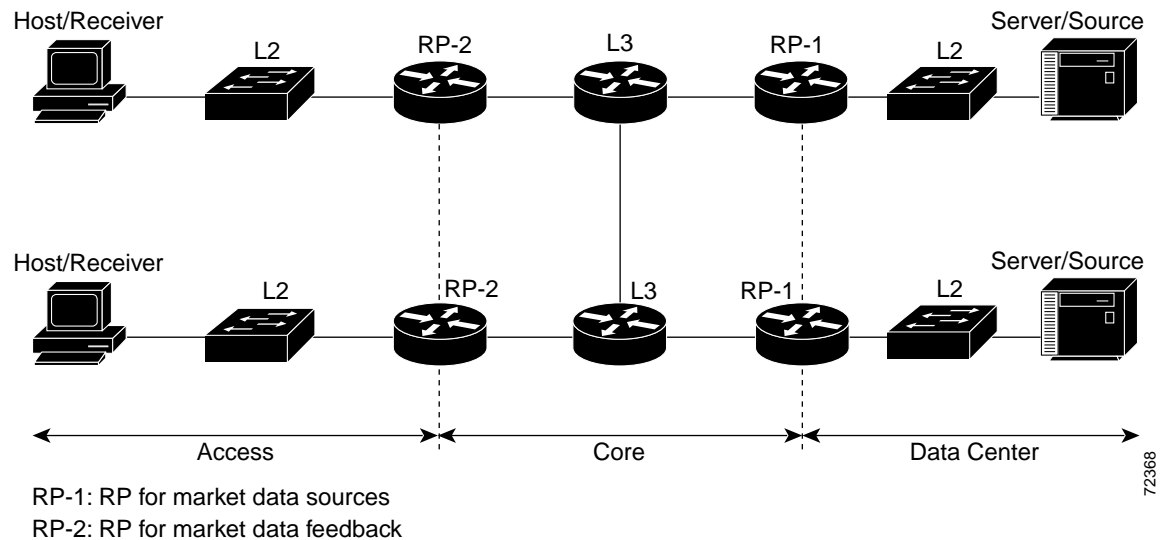 Host/Receiver
L2
RP-2
L3
RP-1
L2
Server/Source
Host/Receiver
L2
RP-2
L3
RP-1
L2
Server/Source
Access
Core
Data Center
72368
RP-1: RP for market data sources
RP-2: RP for market data feedback